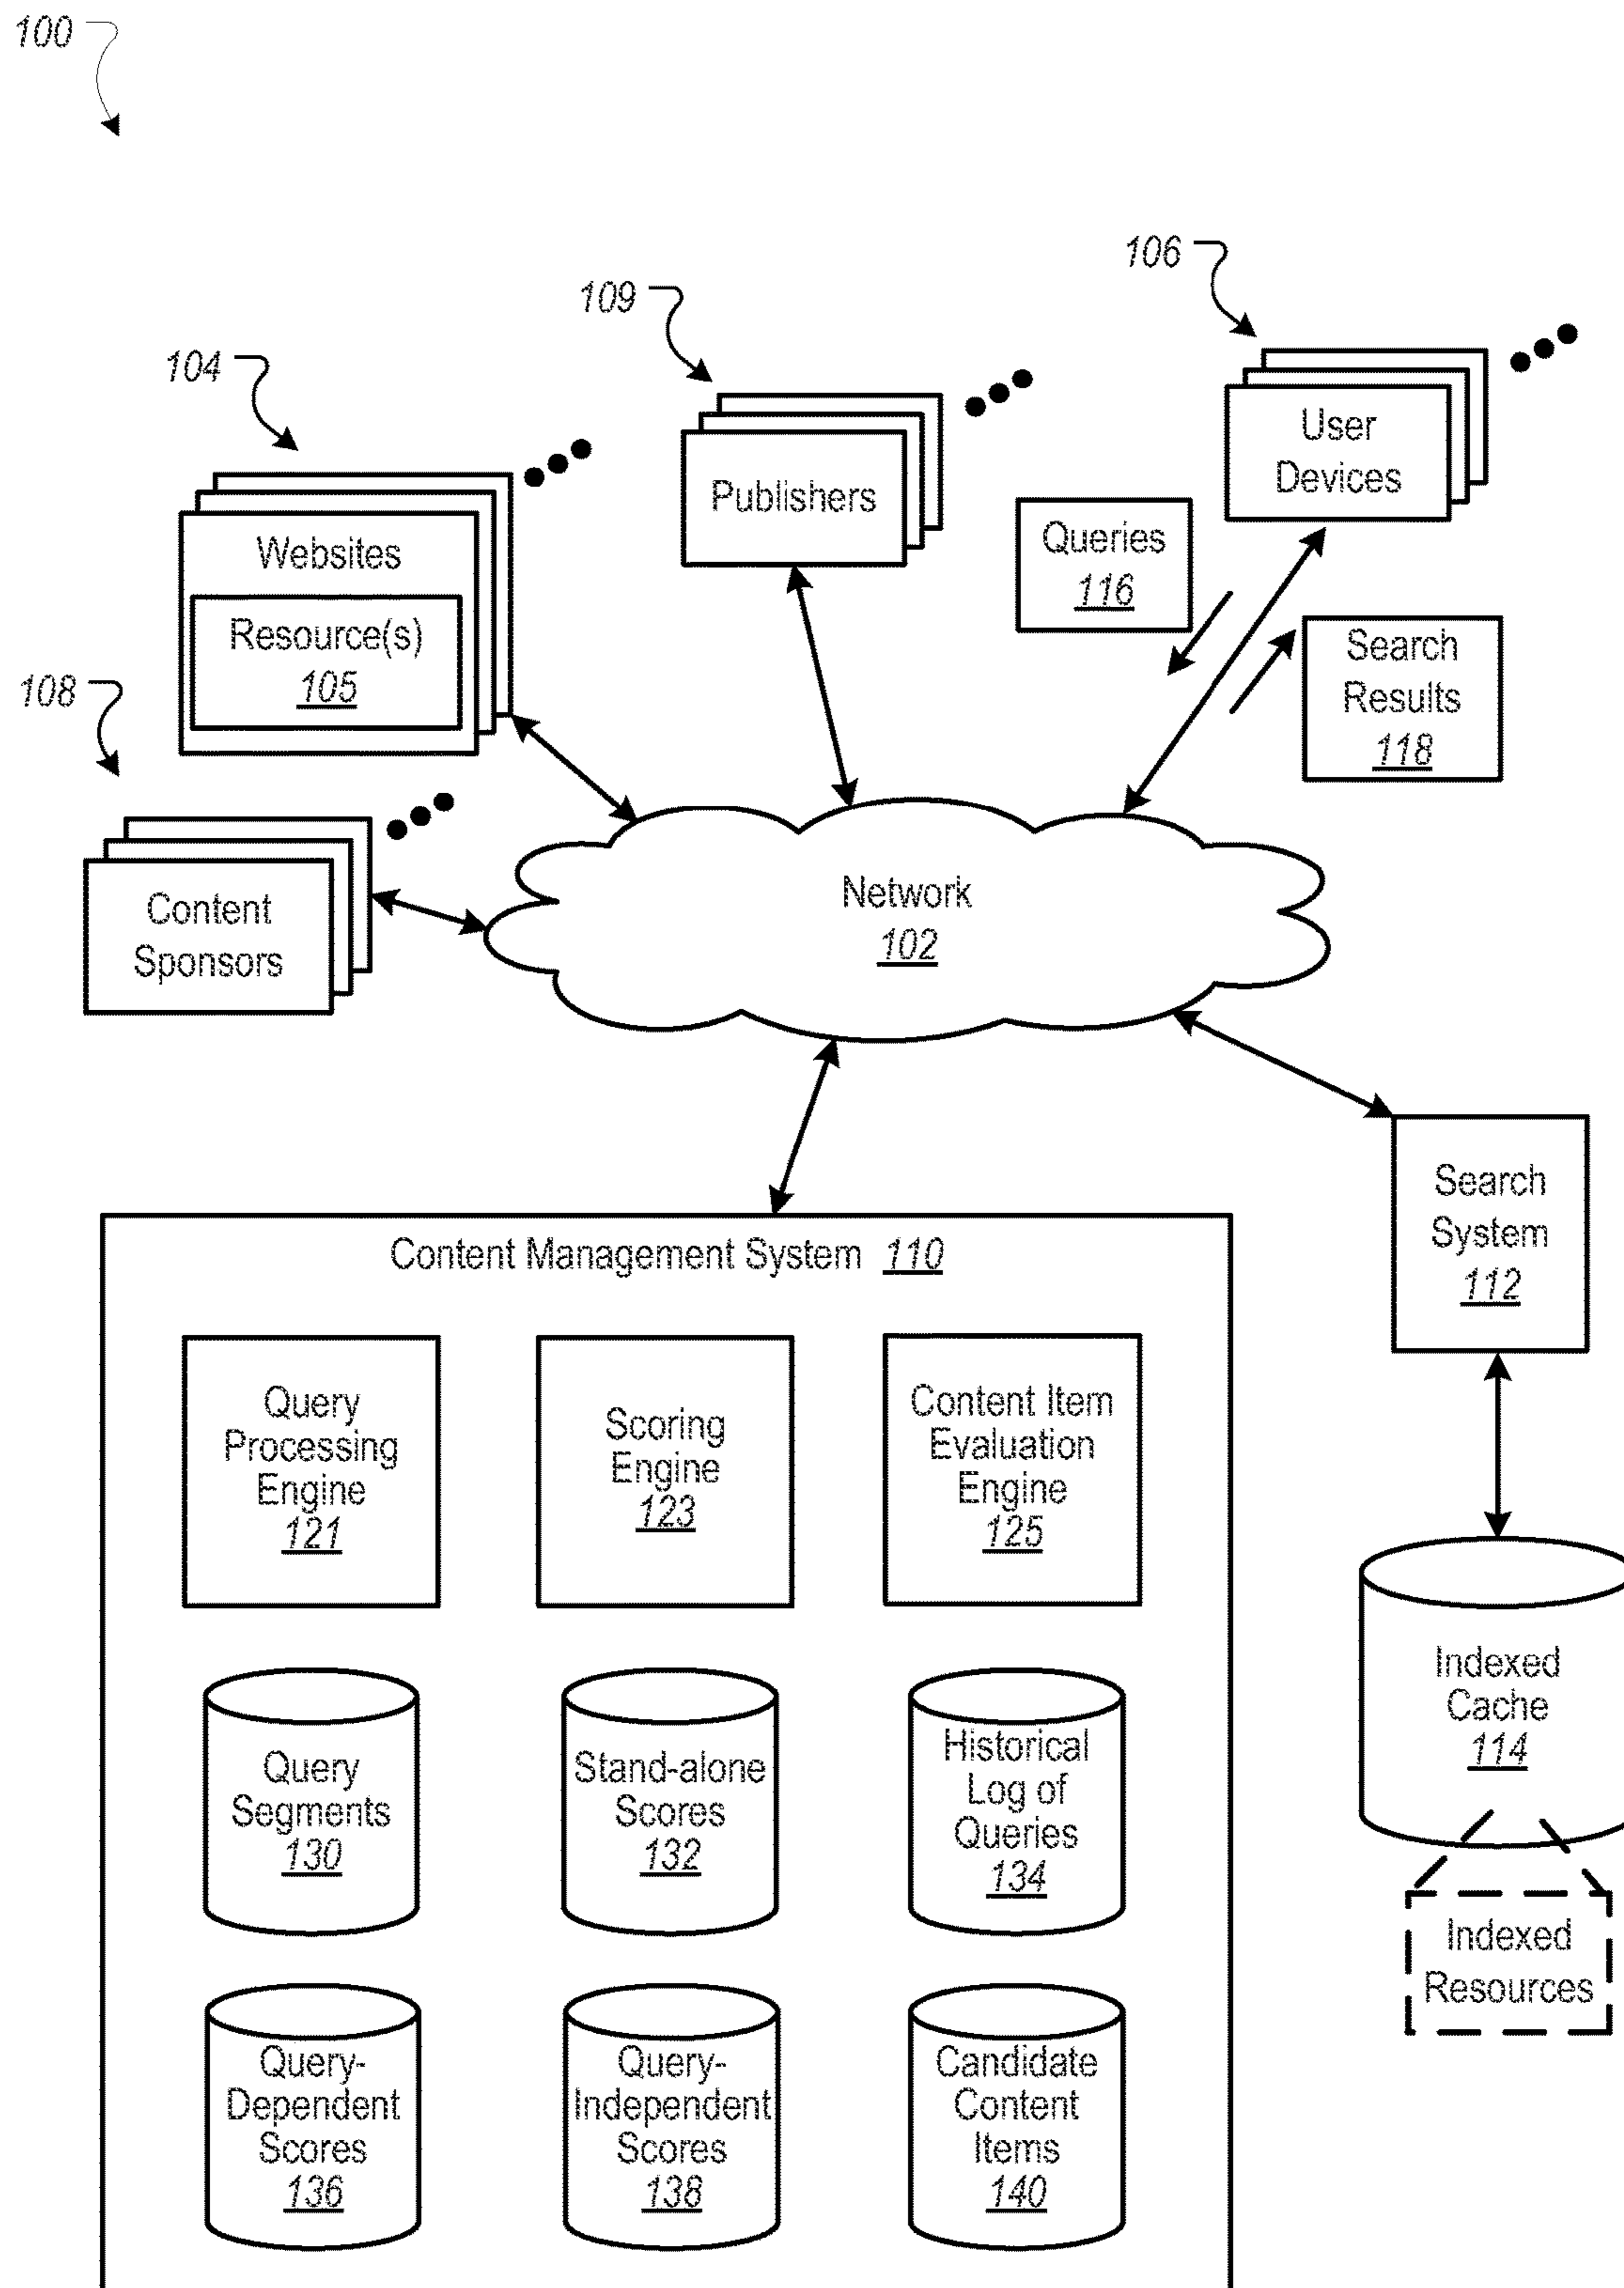 100
106
109
104
User
Devices
Publishers
Queries
116
Websites
Resource(s)
105
Search
Results
118
108
Content
Sponsors
Network
102
Search
System
112
Content Management System 110
Query
Processing
Engine
121
Scoring
Engine
123
Content Item
Evaluation
Engine
125
Indexed
Cache
114
Query
Segments
130
Stand-alone
Scores
132
Historical
Log of
Queries
134
Indexed
Resources
Query-
Dependent
Scores
136
Query-
Independent
Scores
138
Candidate
Content
Items
140